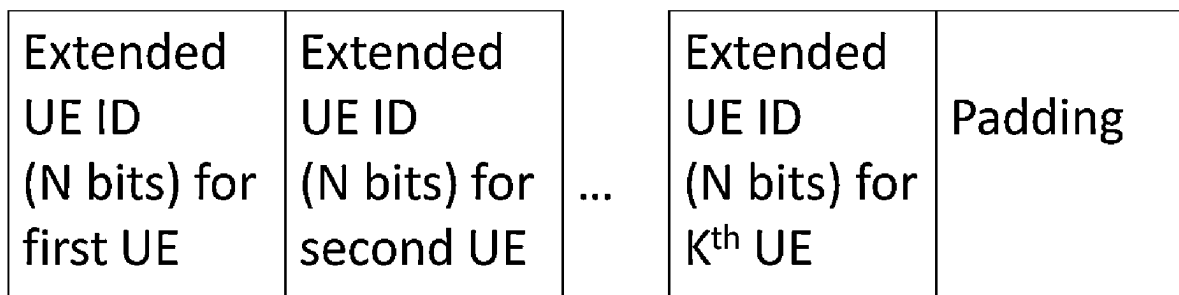 Extended
UE ID
(N bits) for
first UE
Extended
UE ID
(N bits) for
second UE
...
Extended
UE ID
(N bits) for
Kth UE
Padding